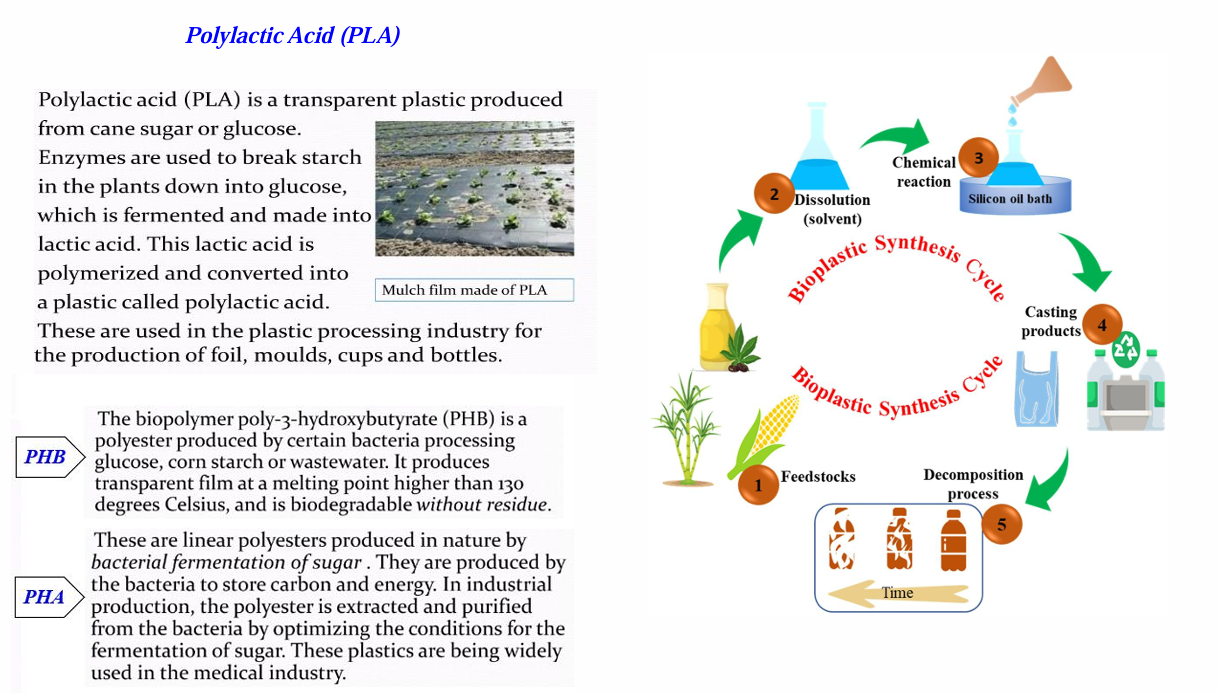 Polylactic Acid (PLA)
Polylactic acid (PLA) is a transparent plastic produced
from cane sugar or glucose.
Enzymes are used to break starch
in the plants down into glucose,
which is fermented and made into
lactic acid. This lactic acid is
polymerized and converted into
a plastic called polylactic acid.
These are used in the plastic processing industry for
the production of foil, moulds, cups and bottles.
Mulch film made of PLA
PHB
The biopolymer poly-3-hydroxybutyrate (PHB) is a
polyester produced by certain bacteria processing
glucose, corn starch or wastewater. It produces
transparent film at a melting point higher than 130
degrees Celsius, and is biodegradable without residue.
PHA
These are linear polyesters produced in nature by
bacterial fermentation of sugar . They are produced by
the bacteria to store carbon and energy. In industrial
production, the polyester is extracted and purified
from the bacteria by optimizing the conditions for the
fermentation of sugar. These plastics are being widely
used in the medical industry.
1
Feedstocks
2
Dissolution
(solvent)
3
Chemical
reaction
Silicon oil bath
Bioplastic Synthesis Cycle
Bioplastic Synthesis Cycle
4
Casting
products
5
Decomposition
process
Time